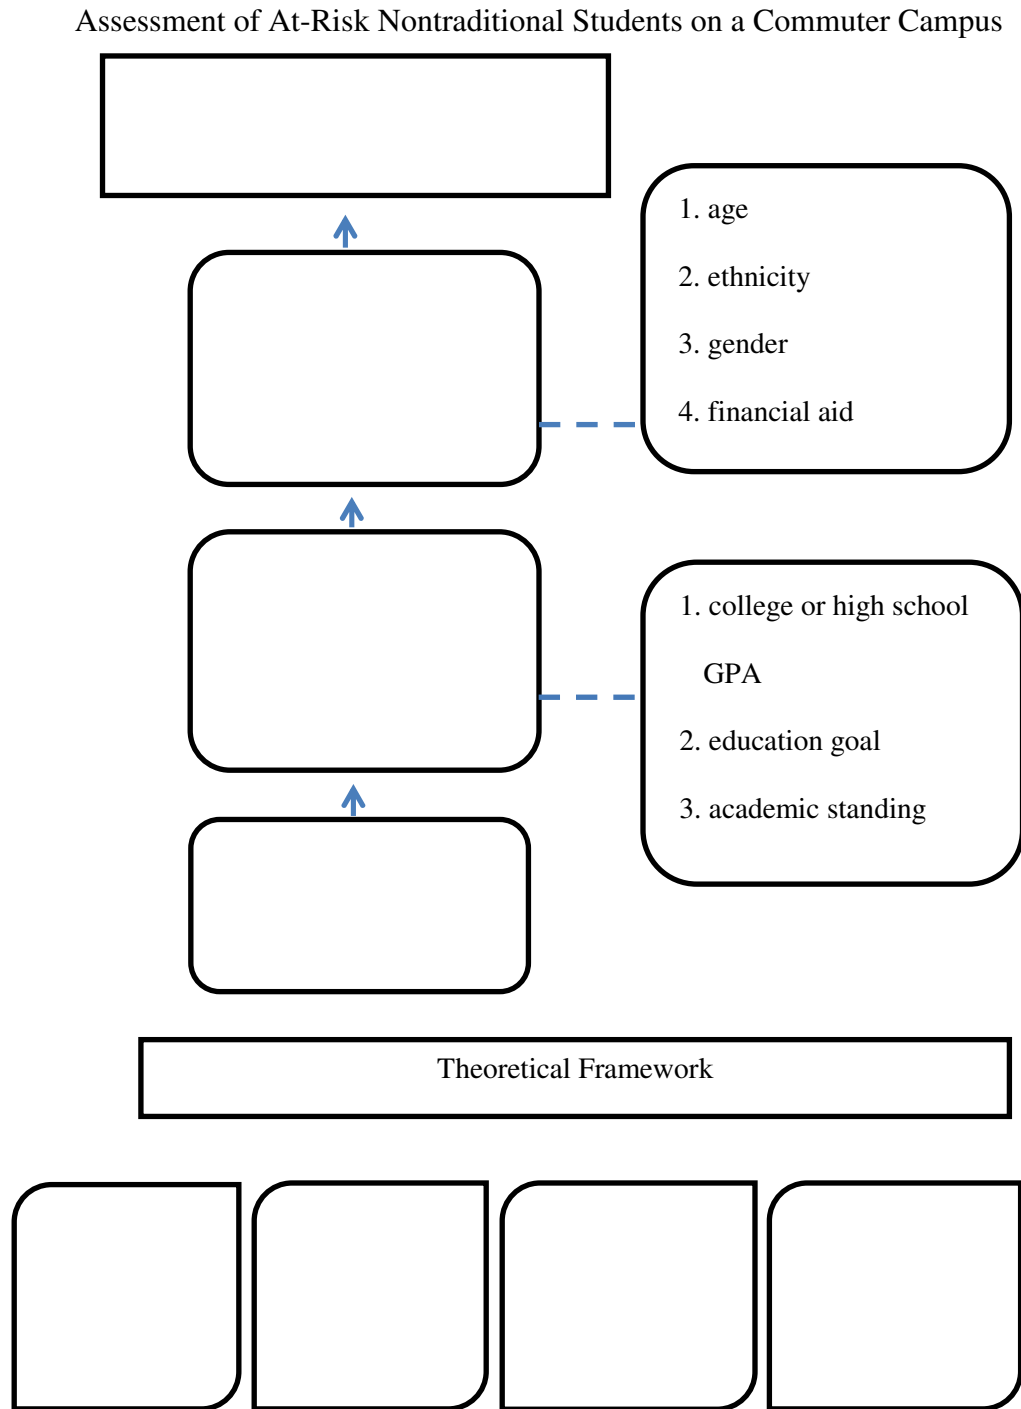 Assessment of At-Risk Nontraditional Students on a Commuter Campus
1. age
2. ethnicity
3. gender
4. financial aid
1. college or high school
GPA
2. education goal
3. academic standing
Theoretical Framework